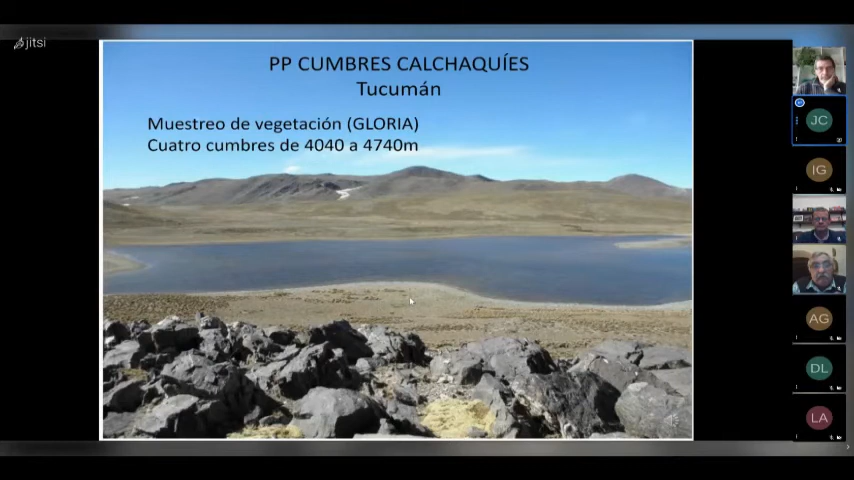 jitsi
PP CUMBRES CALCHAQUÍES
Tucumán
Muestreo de vegetación (GLORIA)
Cuatro cumbres de 4040 a 4740m
JC
IG
AG
DL
LA